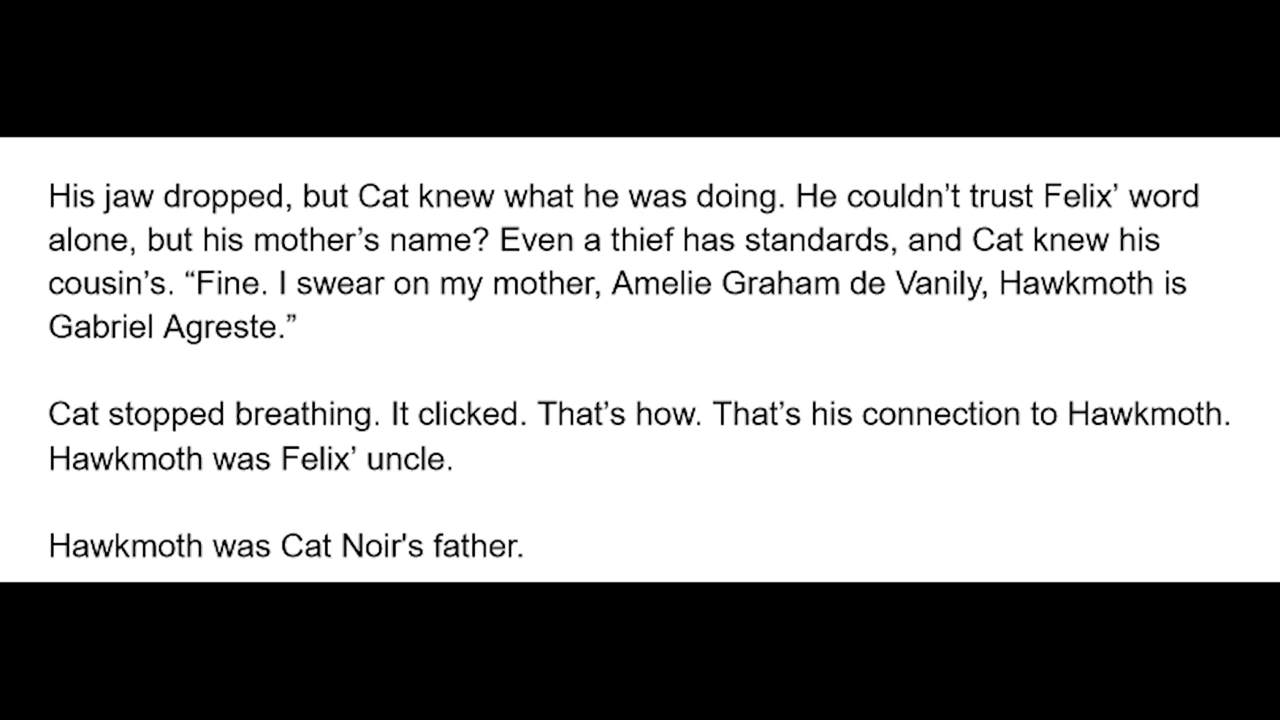 His jaw dropped, but Cat knew what he was doing. He couldn’t trust Felix’ word
alone, but his mother’s name? Even a thief has standards, and Cat knew his
cousin’s. “Fine. I swear on my mother, Amelie Graham de Vanily, Hawkmoth is
Gabriel Agreste.”
Cat stopped breathing. It clicked. That’s how. That’s his connection to Hawkmoth.
Hawkmoth was Felix’ uncle.
Hawkmoth was Cat Noir's father.